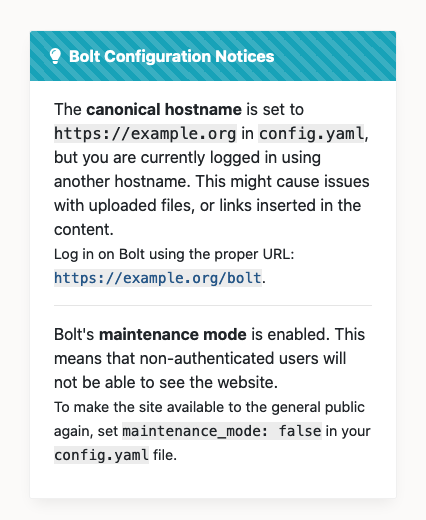 Bolt Configuration Notices
The canonical hostname is set to
https://example.org in config.yaml,
but you are currently logged in using
another hostname. This might cause issues
with uploaded files, or links inserted in the
content.
Log in on Bolt using the proper URL:
https://example.org/bolt.
Bolt's maintenance mode is enabled. This
means that non-authenticated users will
not be able to see the website.
To make the site available to the general public
again, set maintenance_mode: false in your
config.yaml file.